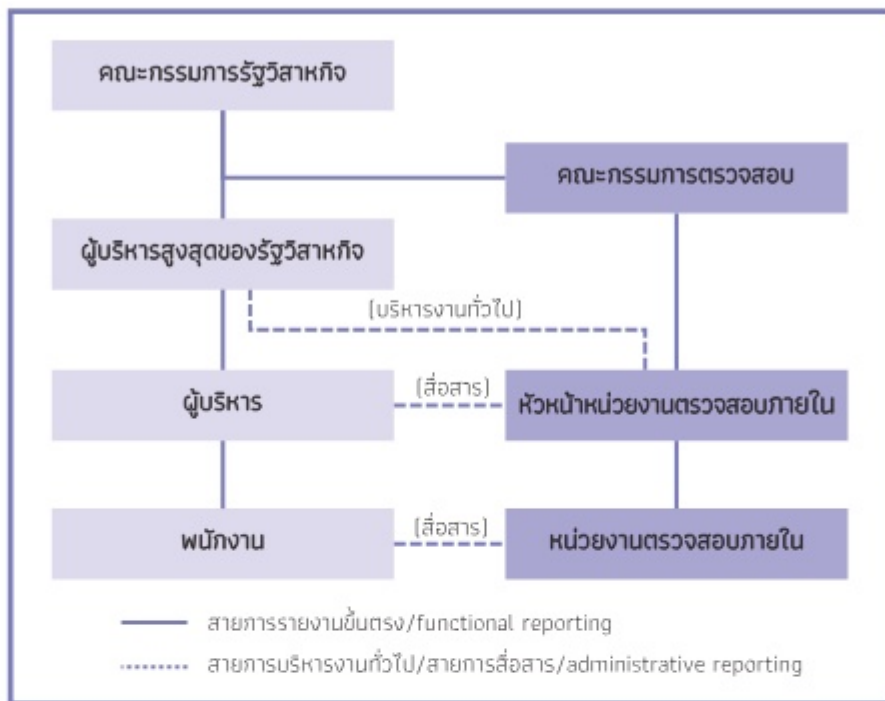 คณะกรรมการรัฐวิสาหกิจ
คณะกรรมการตรวจสอบ
ผู้บริหารสูงสุดของรัฐวิสาหกิจ
(บริหารงานทั่วไป)
ผู้บริหาร
(สื่อสาร)
หัวหน้าหน่วยงานตรวจสอบภายใน
พนักงาน
(สื่อสาร)
หน่วยงานตรวจสอบภายใน
สายการรายงานขึ้นตรง/functional reporting
สายการบริหารงานทั่วไป/สายการสื่อสาร/administrative reporting